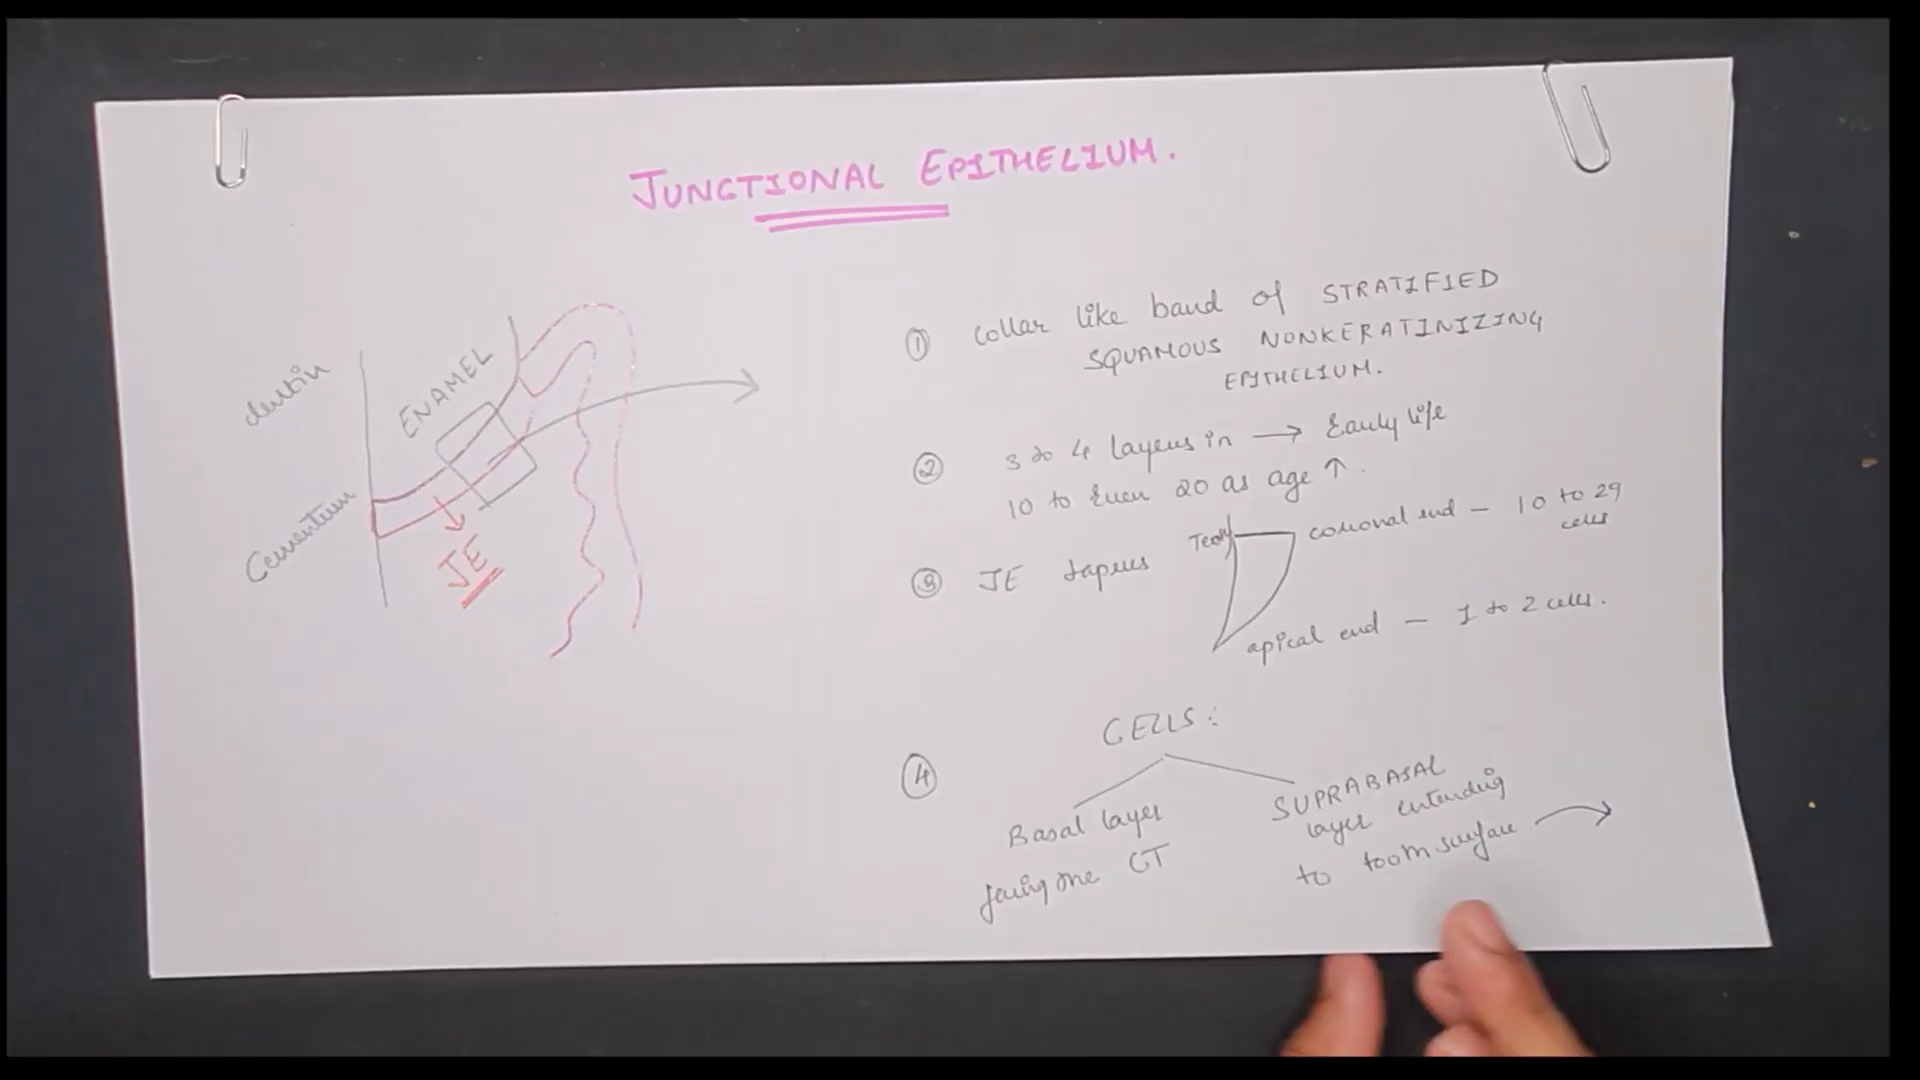 JUNCTIONAL EPITHELIUM.
dentin
ENAMEL
Cementum
JE
① Collar like band of STRATIFIED
SQUAMOUS NONKERATINIZING
EPITHELIUM.
② 3 to 4 layers in → Early life
10 to Even 20 as age ↑.
③ JE tapers
Tooth
coronal end - 10 to 29
cells
apical end - 1 to 2 cells.
④ CELLS:
Basal layer
facing the CT
SUPRABASAL
layer extending
to tooth surface →